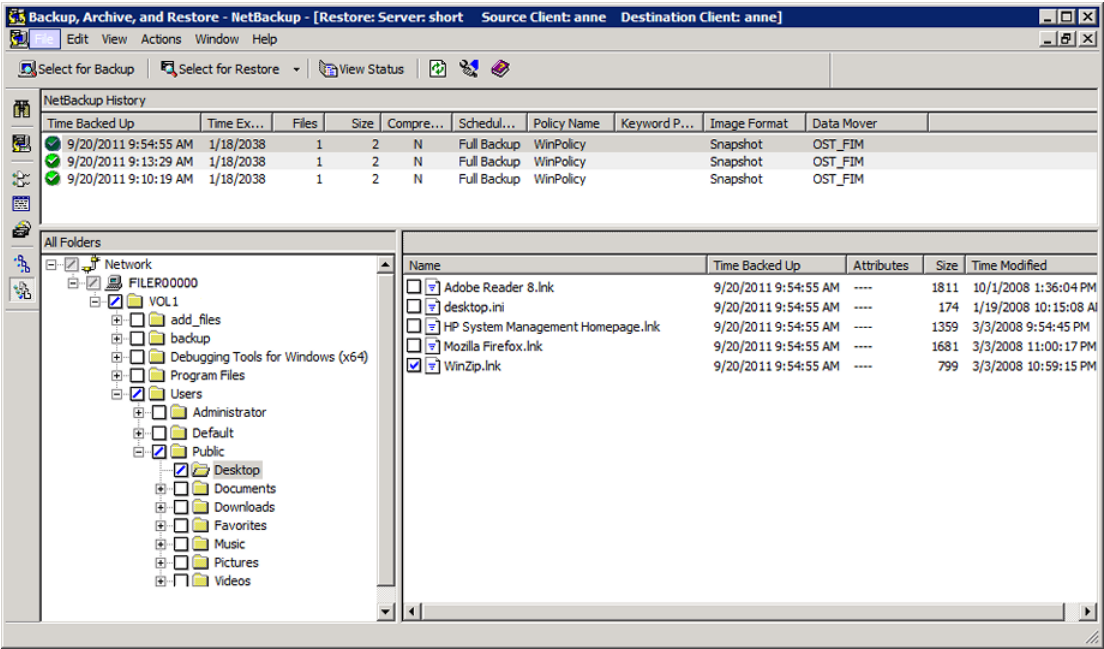 Backup, Archive, and Restore - NetBackup - [Restore: Server: short Source Client: anne Destination Client: anne]
File Edit View Actions Window Help
Select for Backup Select for Restore View Status
NetBackup History
Time Backed Up Time Ex... Files Size Compre... Schedul... Policy Name Keyword P... Image Format Data Mover
9/20/2011 9:54:55 AM 1/18/2038 1 2 N Full Backup WinPolicy Snapshot OST_FIM
9/20/2011 9:13:29 AM 1/18/2038 1 2 N Full Backup WinPolicy Snapshot OST_FIM
9/20/2011 9:10:19 AM 1/18/2038 1 2 N Full Backup WinPolicy Snapshot OST_FIM
All Folders
Network
FILER00000
VOL1
add_files
backup
Debugging Tools for Windows (x64)
Program Files
Users
Administrator
Default
Public
Desktop
Documents
Downloads
Favorites
Music
Pictures
Videos
Name Time Backed Up Attributes Size Time Modified
Adobe Reader 8.lnk 9/20/2011 9:54:55 AM ---- 1811 10/1/2008 1:36:04 PM
desktop.ini 9/20/2011 9:54:55 AM ---- 174 1/19/2008 10:15:08 A
HP System Management Homepage.lnk 9/20/2011 9:54:55 AM ---- 1359 3/3/2008 9:54:45 PM
Mozilla Firefox.lnk 9/20/2011 9:54:55 AM ---- 1681 3/3/2008 11:00:17 PM
WinZip.lnk 9/20/2011 9:54:55 AM ---- 799 3/3/2008 10:59:15 PM